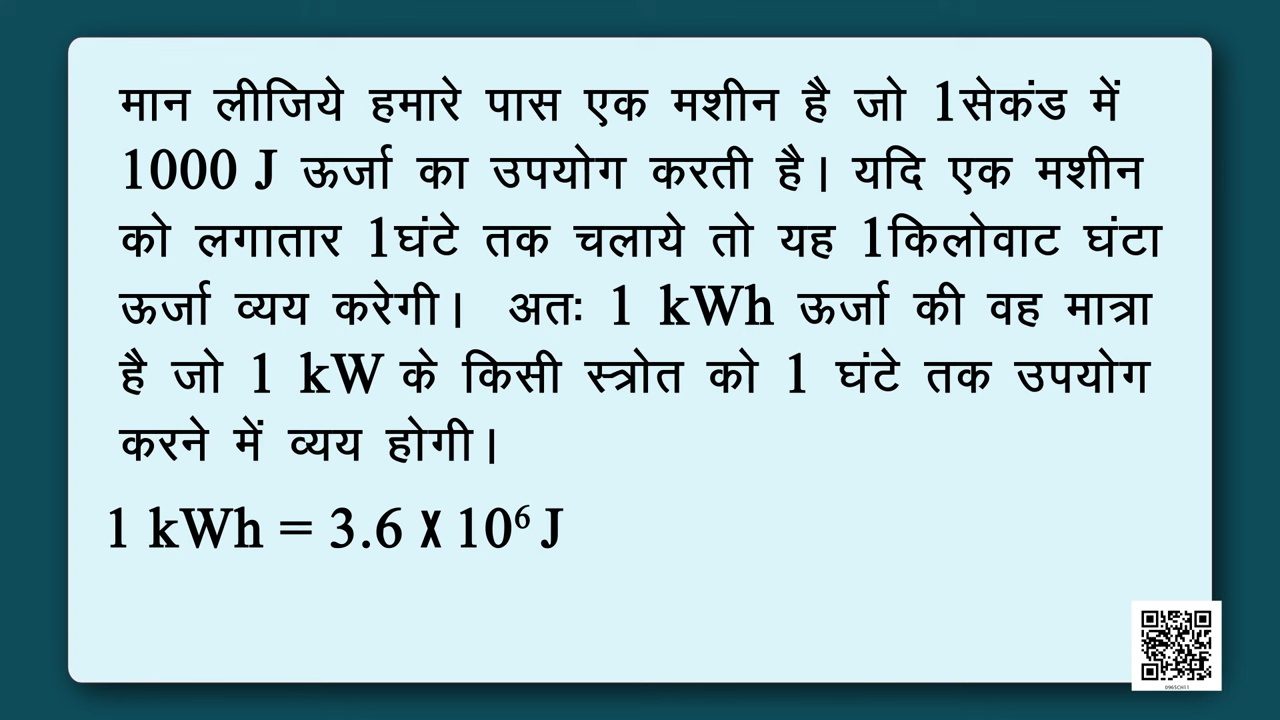 मान लीजिये हमारे पास एक मशीन है जो 1सेकंड में
1000 J ऊर्जा का उपयोग करती है। यदि एक मशीन
को लगातार 1घंटे तक चलाये तो यह 1किलोवाट घंटा
ऊर्जा व्यय करेगी। अतः 1 kWh ऊर्जा की वह मात्रा
है जो 1 kW के किसी स्त्रोत को 1 घंटे तक उपयोग
करने में व्यय होगी।
1 kWh = 3.6 X 10⁶ J
0965CH11